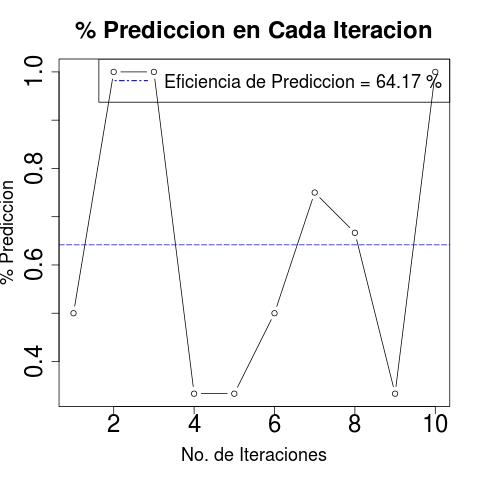 % Prediccion en Cada Iteracion
Eficiencia de Prediccion = 64.17 %
% Prediccion
1.0
0.8
0.6
0.4
2 4 6 8 10
No. de Iteraciones